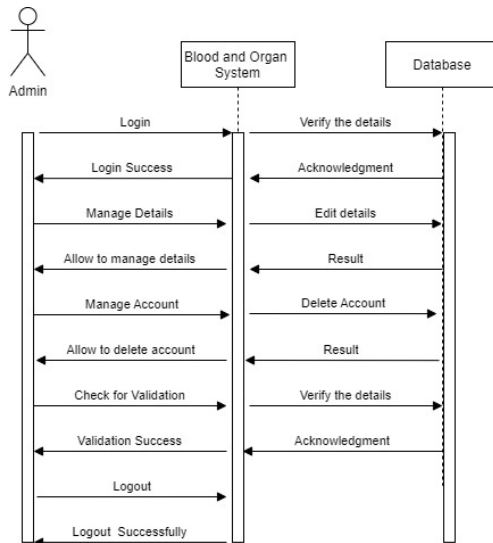 Blood and Organ
System
Database
Admin
Login
Verify the details
Login Success
Acknowledgment
Manage Details
Edit details
Allow to manage details
Result
Manage Account
Delete Account
Allow to delete account
Result
Check for Validation
Verify the details
Validation Success
Acknowledgment
Logout
Logout Successfully